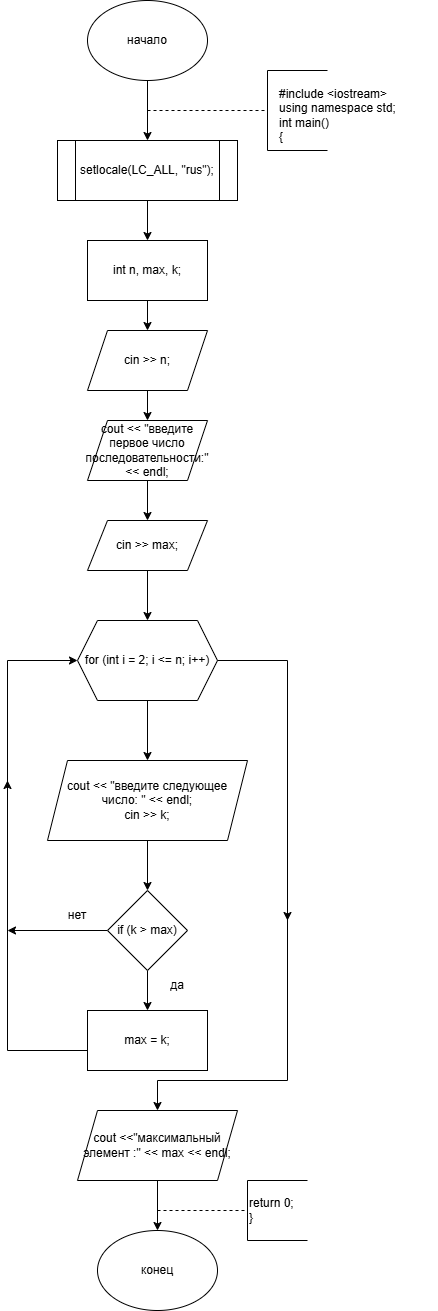 начало
#include <iostream>
using namespace std;
int main()
{
setlocale(LC_ALL, "rus");
int n, max, k;
cin >> n;
cout << "введите
первое число
последовательности:"
<< endl;
cin >> max;
for (int i = 2; i <= n; i++)
cout << "введите следующее
число: " << endl;
cin >> k;
нет
if (k > max)
да
max = k;
cout <<"максимальный
элемент :" << max << endl;
return 0;
}
конец